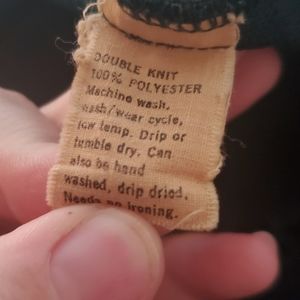 DOUBLE KNIT
100% POLYESTER
Machine wash,
wash/wear cycle,
low temp. Drip or
tumble dry. Can
also be hand
washed, drip dried.
Needs no ironing.